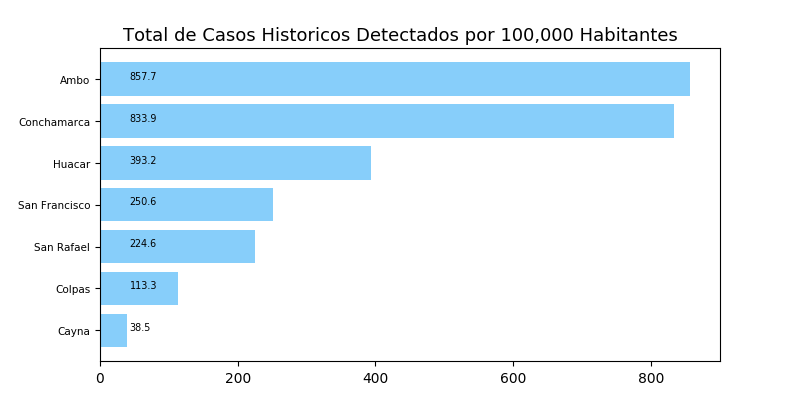 Total de Casos Historicos Detectados por 100,000 Habitantes
Ambo 857.7
Conchamarca 833.9
Huacar 393.2
San Francisco 250.6
San Rafael 224.6
Colpas 113.3
Cayna 38.5
0 200 400 600 800